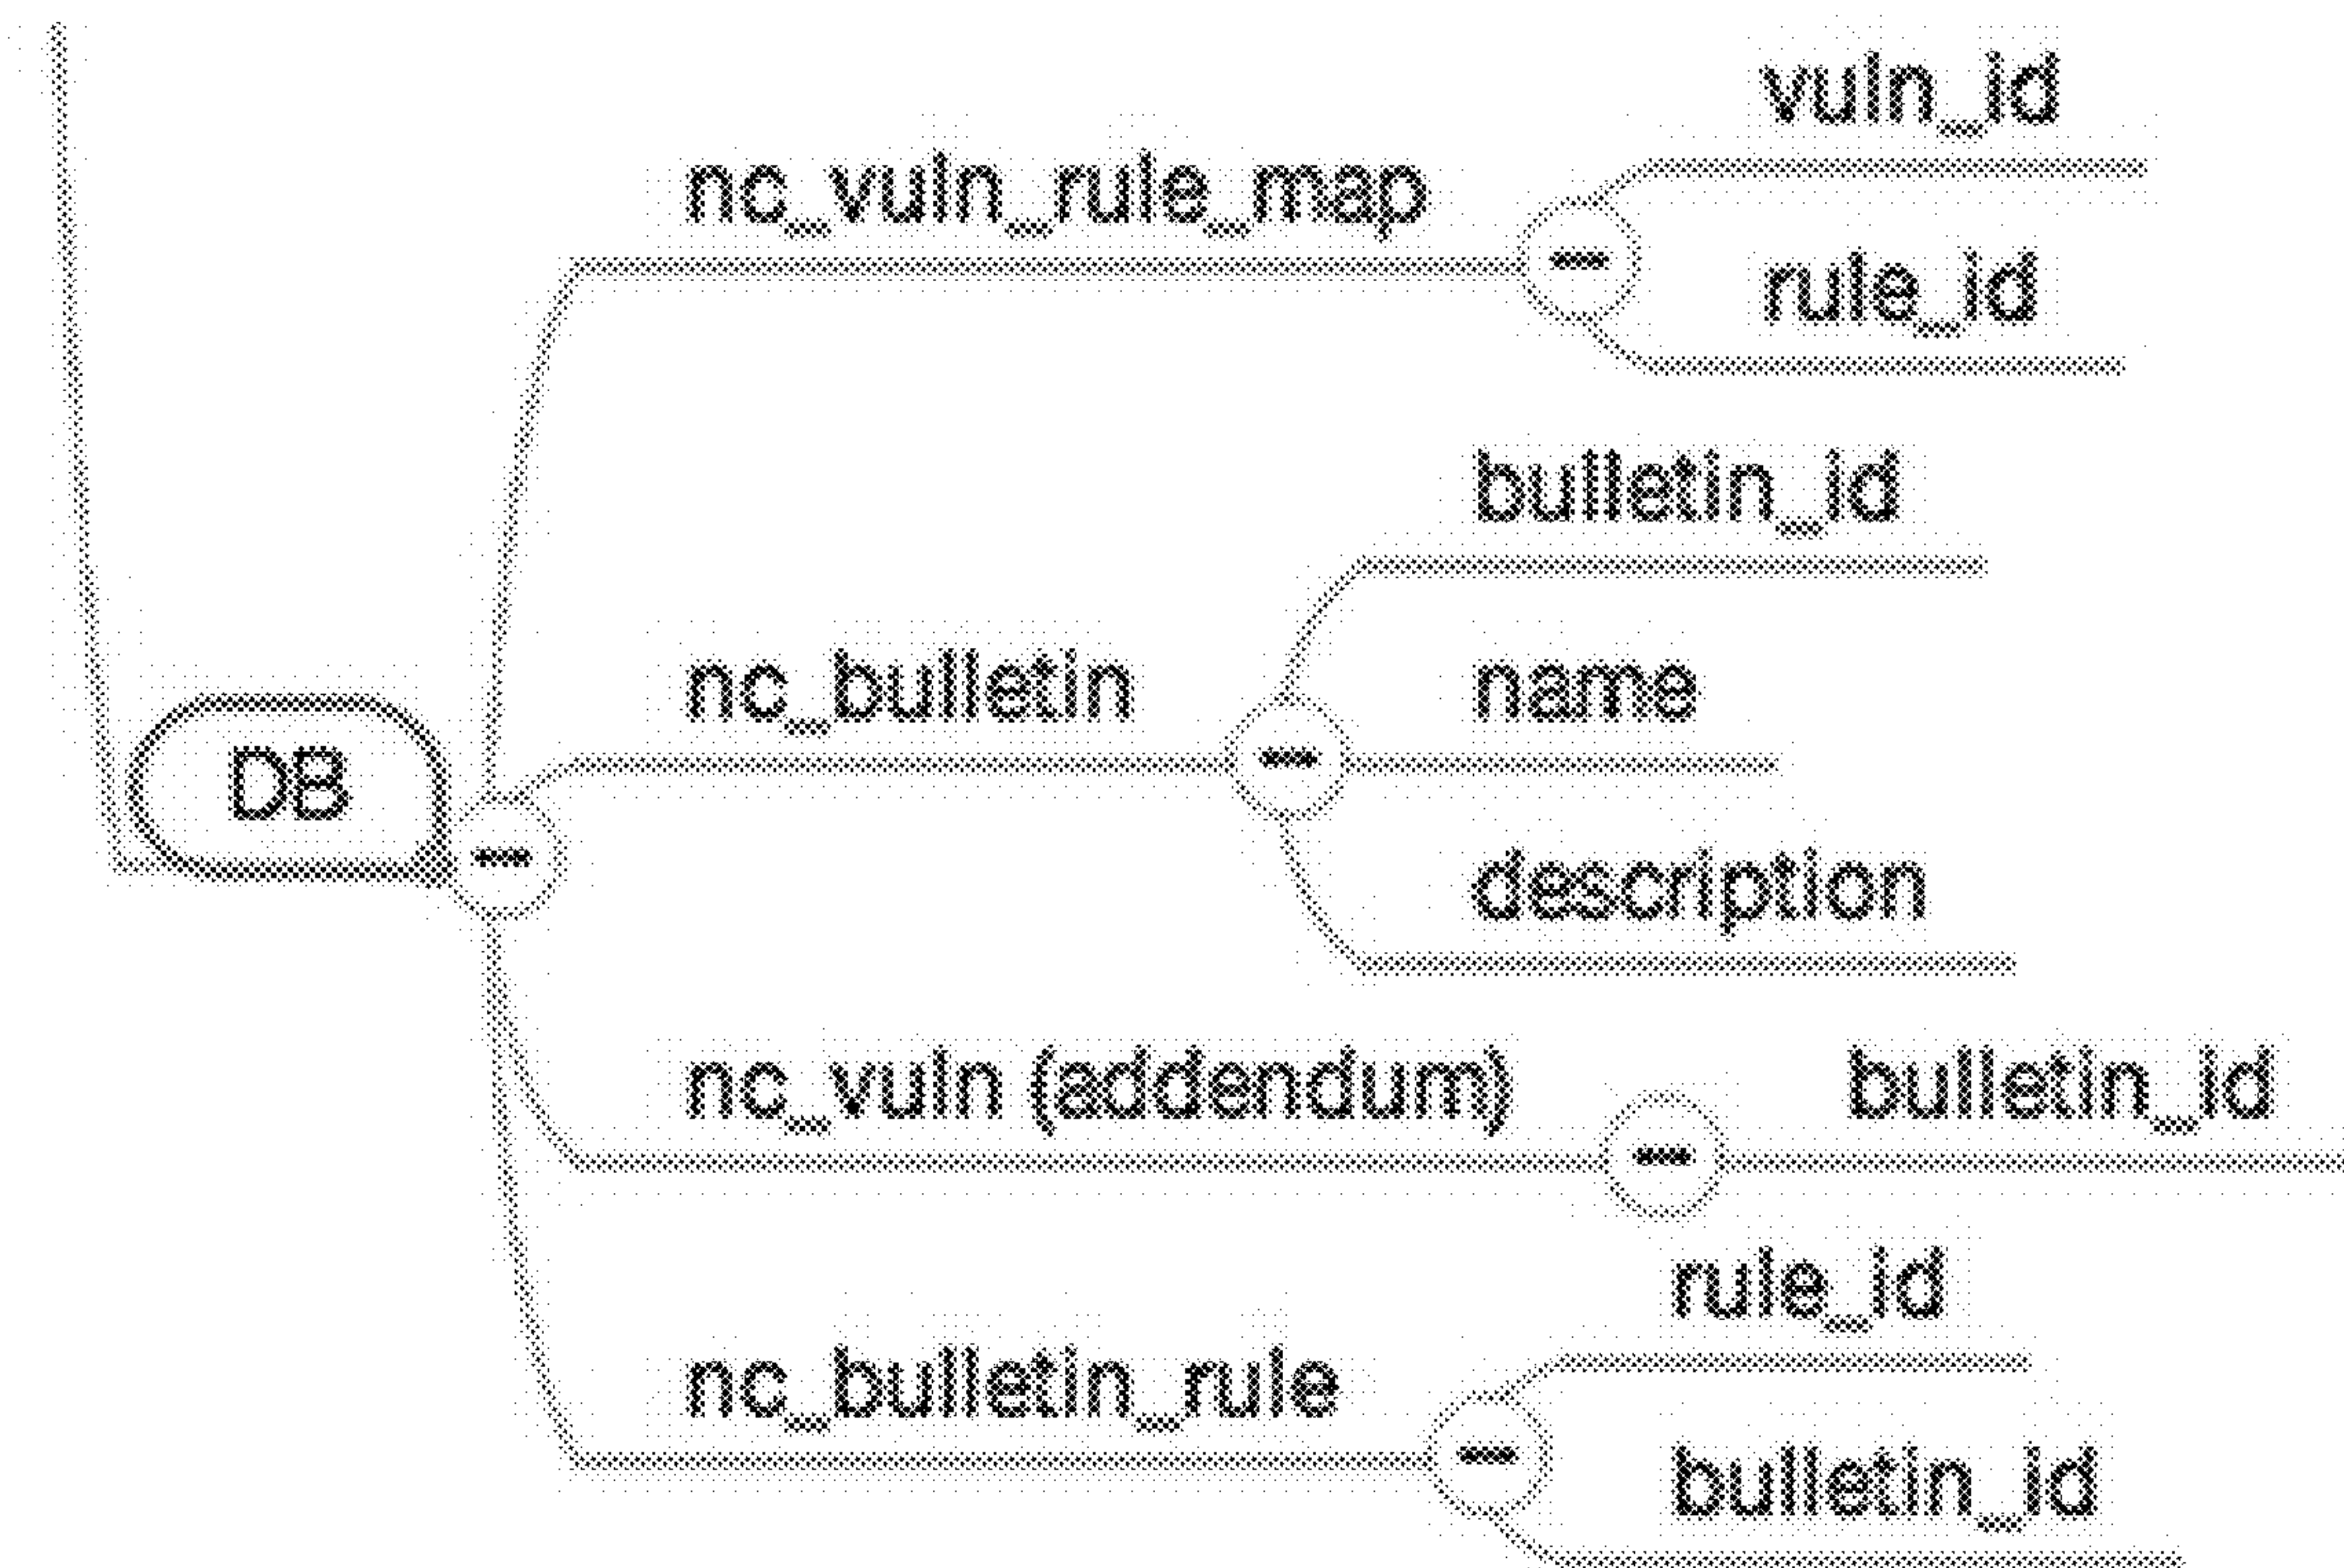 vuln_id
nc_vuln_rule_map
rule_id
bulletin_id
nc_bulletin
name
DB
description
nc_vuln (addendum)
bulletin_id
rule_id
nc_bulletin_rule
bulletin_id